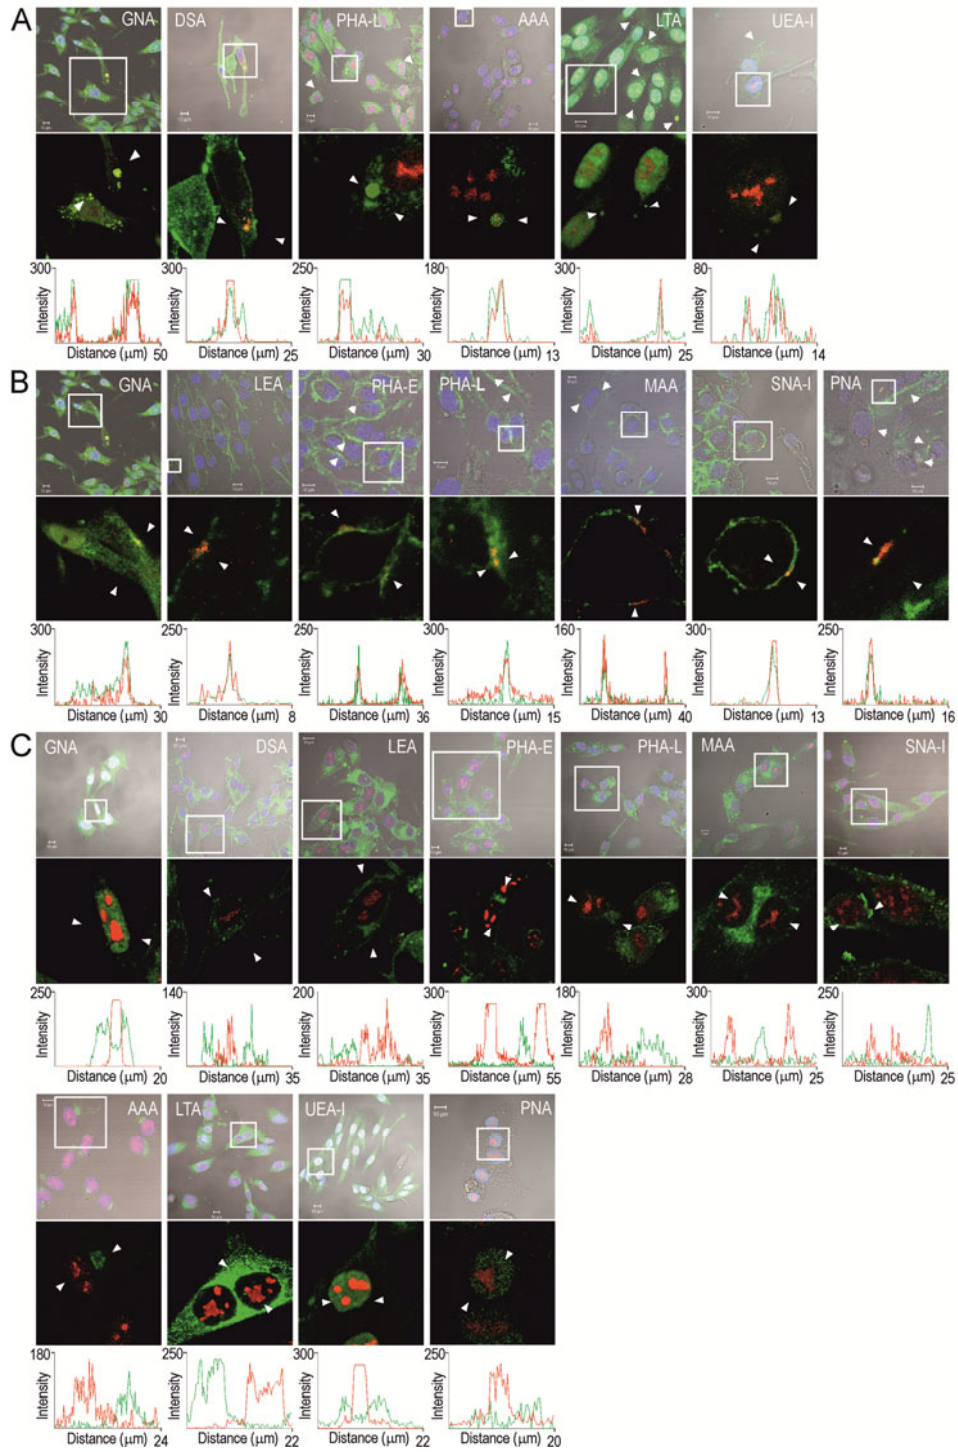 A
GNA
DSA
PHA-L
AAA
LTA
UEA-I
300
300
250
180
300
80
Intensity
Intensity
Intensity
Intensity
Intensity
Intensity
Distance (μm) 50
Distance (μm) 25
Distance (μm) 30
Distance (μm) 13
Distance (μm) 25
Distance (μm) 14
B
GNA
LEA
PHA-E
PHA-L
MAA
SNA-I
PNA
300
250
250
300
160
300
250
Intensity
Intensity
Intensity
Intensity
Intensity
Intensity
Intensity
Distance (μm) 30
Distance (μm) 8
Distance (μm) 36
Distance (μm) 15
Distance (μm) 40
Distance (μm) 13
Distance (μm) 16
C
GNA
DSA
LEA
PHA-E
PHA-L
MAA
SNA-I
250
140
200
300
180
300
250
Intensity
Intensity
Intensity
Intensity
Intensity
Intensity
Intensity
Distance (μm) 20
Distance (μm) 35
Distance (μm) 35
Distance (μm) 55
Distance (μm) 28
Distance (μm) 25
Distance (μm) 25
AAA
LTA
UEA-I
PNA
180
250
300
250
Intensity
Intensity
Intensity
Intensity
Distance (μm) 24
Distance (μm) 22
Distance (μm) 22
Distance (μm) 20